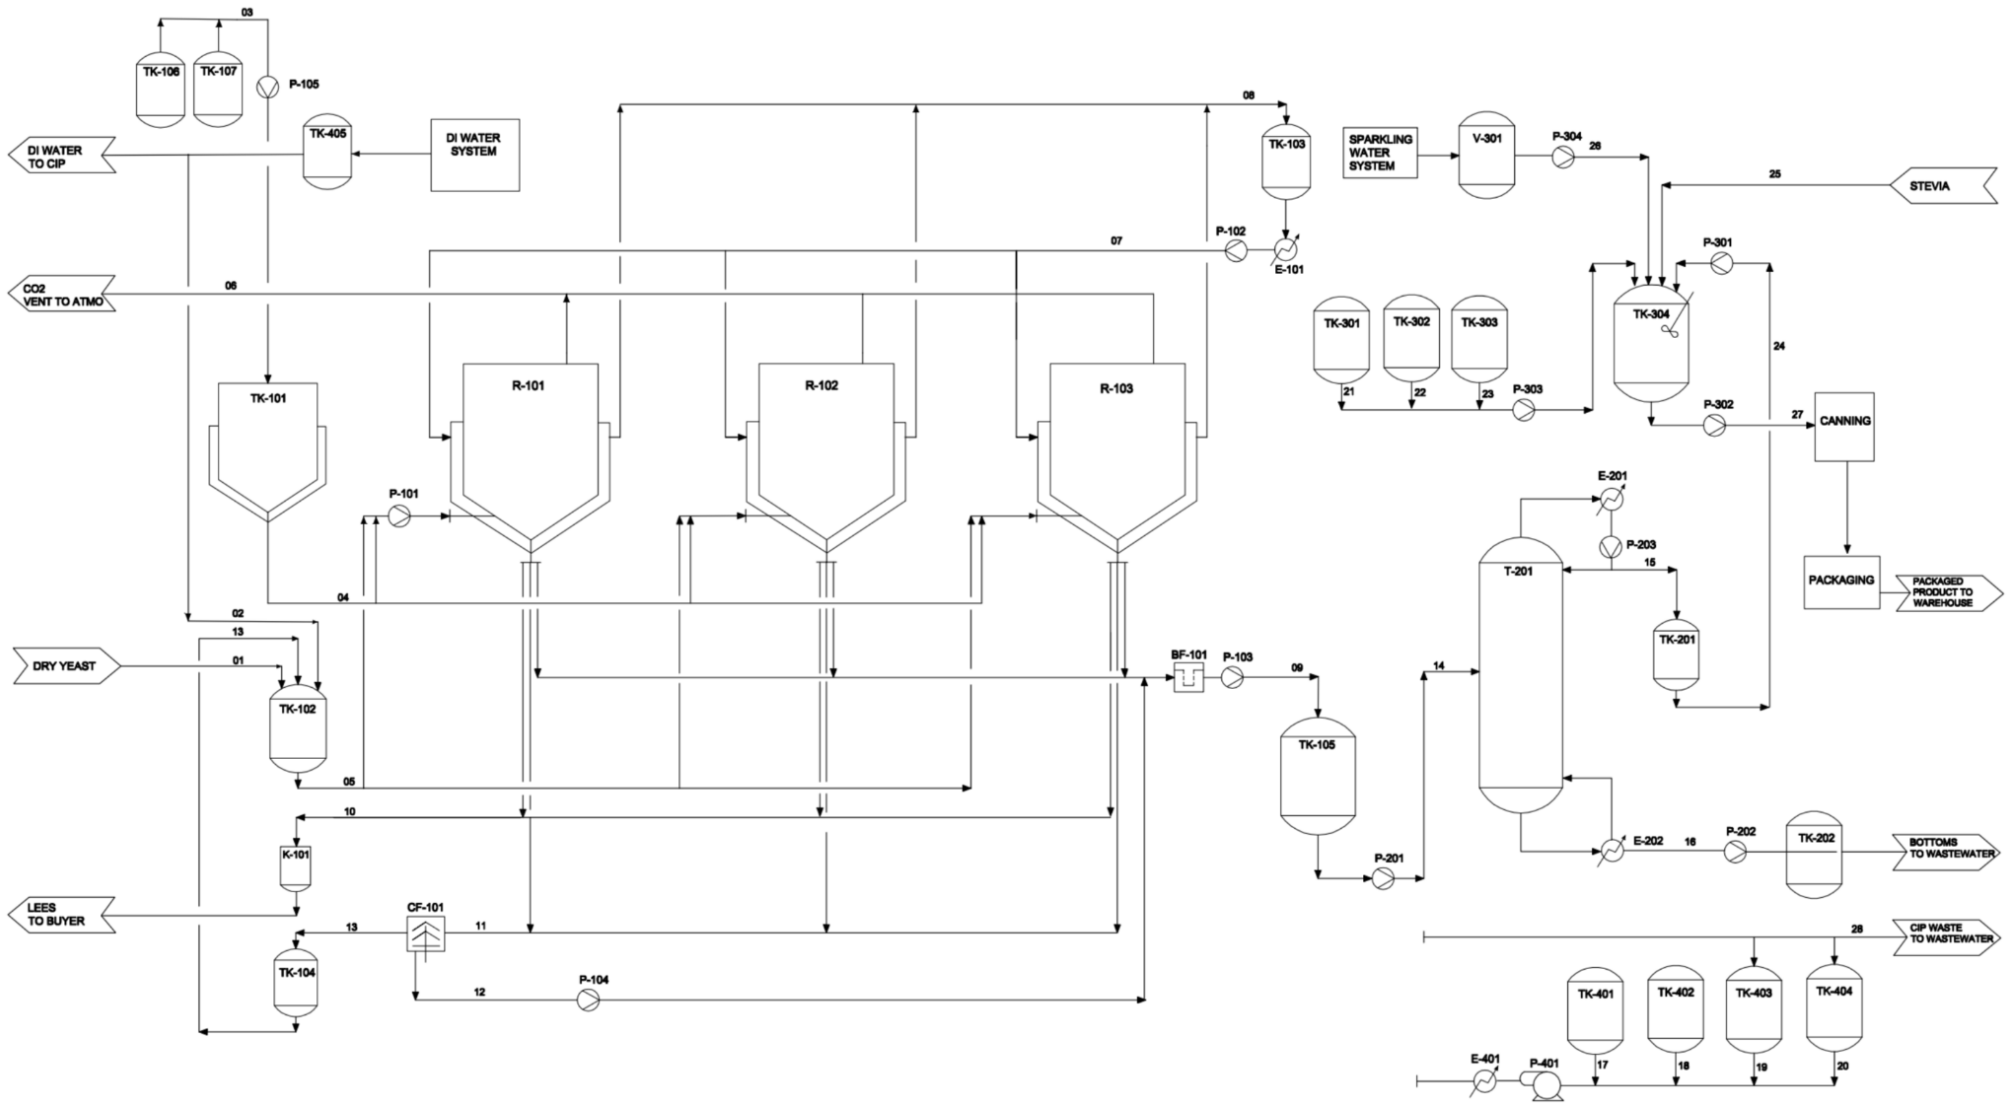 03
TK-106
TK-107
P-105
08
DI WATER
TO CIP
TK-405
DI WATER
SYSTEM
TK-103
SPARKLING
WATER
SYSTEM
V-301
P-304
26
25
STEVIA
07
P-102
E-101
P-301
CO2
VENT TO ATMO
06
TK-301
TK-302
TK-303
TK-304
24
TK-101
R-101
R-102
R-103
21
22
23
P-303
P-302
27
CANNING
P-101
E-201
P-203
15
T-201
PACKAGING
PACKAGED
PRODUCT TO
WAREHOUSE
04
02
13
01
DRY YEAST
TK-102
BF-101
P-103
09
14
TK-201
TK-105
05
10
K-101
P-201
E-202
16
P-202
TK-202
BOTTOMS
TO WASTEWATER
LEES
TO BUYER
CF-101
13
11
28
CIP WASTE
TO WASTEWATER
TK-104
12
P-104
TK-401
TK-402
TK-403
TK-404
E-401
P-401
17
18
19
20